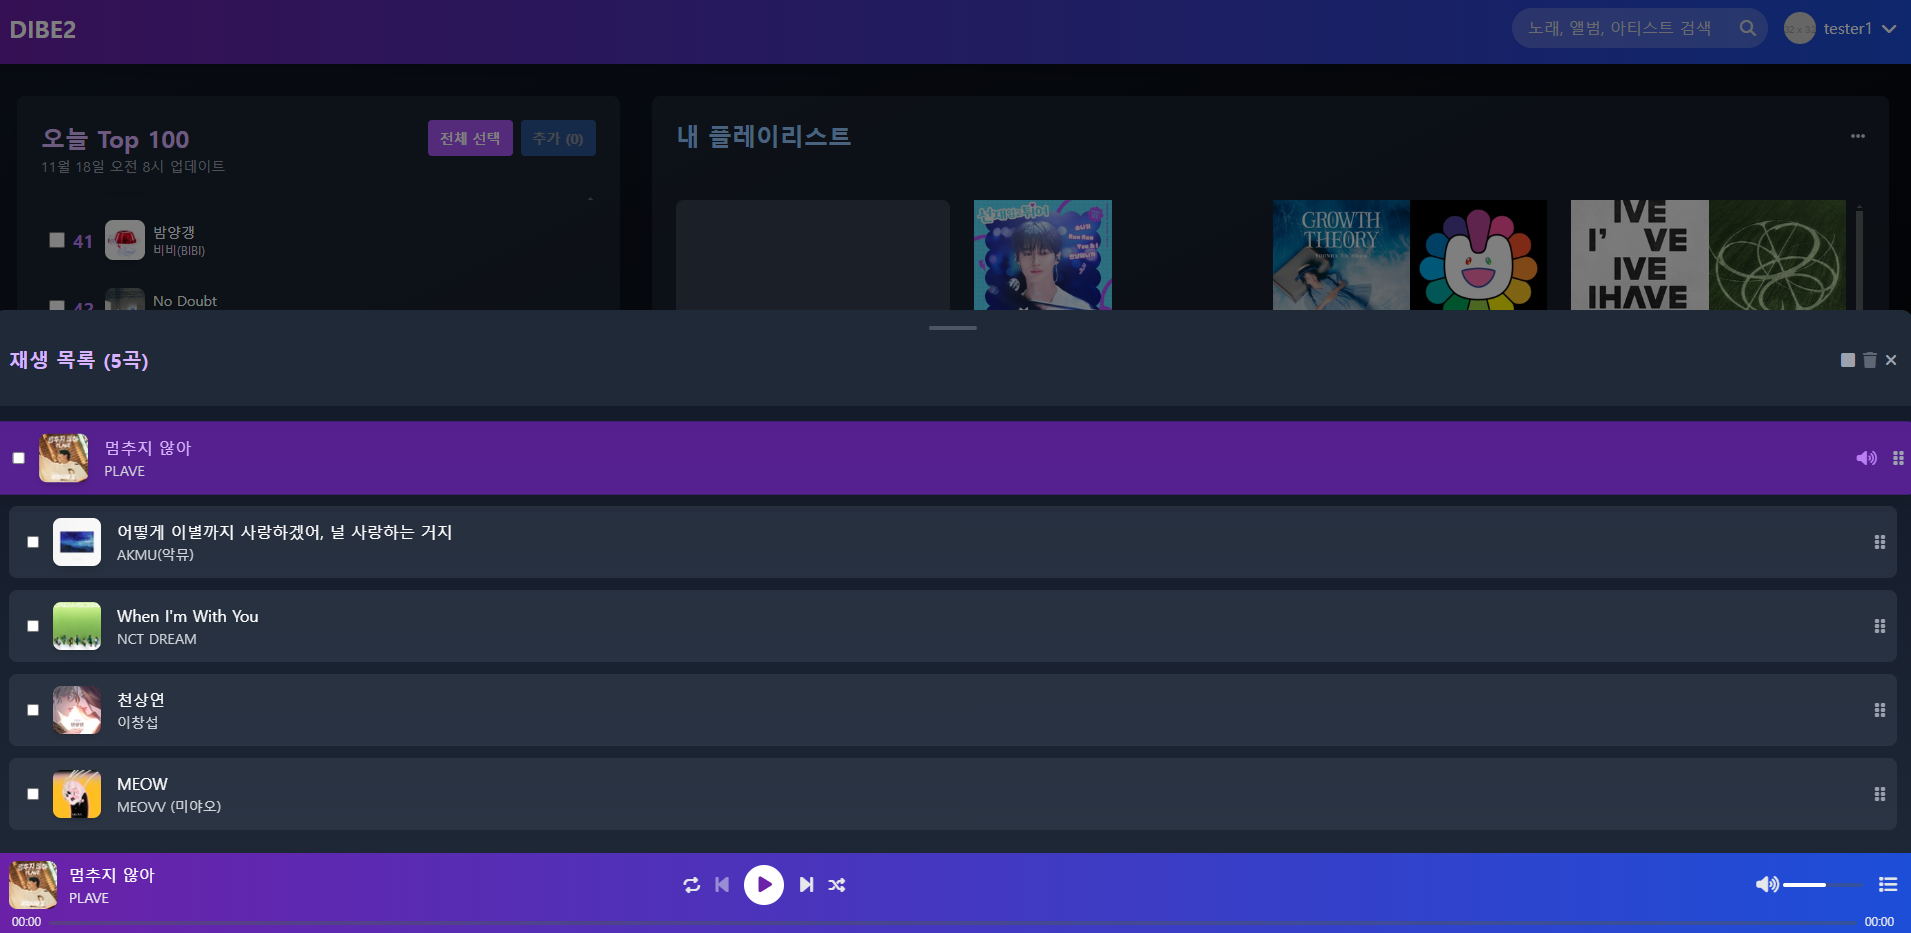 DIBE2
노래, 앨범, 아티스트 검색
32 x 32
tester1
오늘 Top 100
11월 18일 오전 8시 업데이트
전체 선택
추가 (0)
내 플레이리스트
41
밤양갱
비비(BIBI)
42
No Doubt
GROWTH
THEORY
IVE
I' VE
IVE
IHAVE
재생 목록 (5곡)
멈추지 않아
PLAVE
어떻게 이별까지 사랑하겠어, 널 사랑하는 거지
AKMU(악뮤)
When I'm With You
NCT DREAM
천상연
이창섭
MEOW
MEOVV (미야오)
멈추지 않아
PLAVE
00:00
00:00